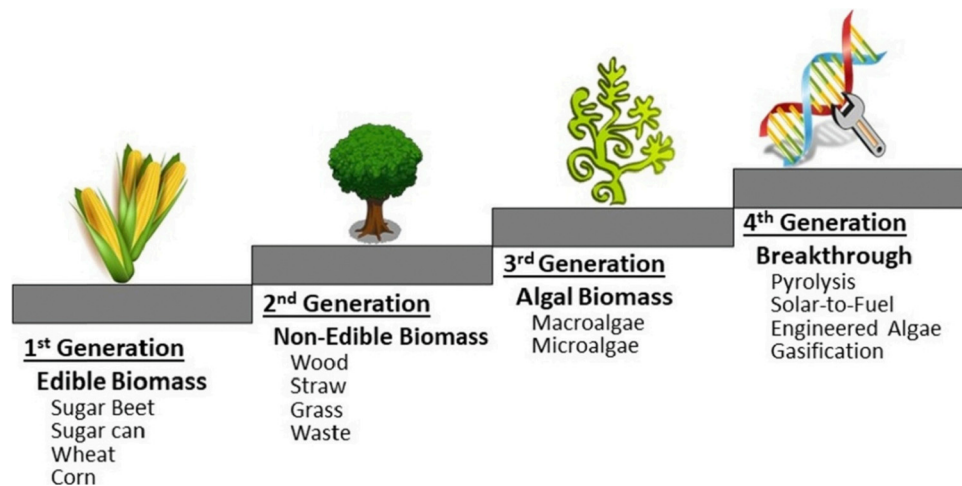 1st Generation
Edible Biomass
Sugar Beet
Sugar can
Wheat
Corn
2nd Generation
Non-Edible Biomass
Wood
Straw
Grass
Waste
3rd Generation
Algal Biomass
Macroalgae
Microalgae
4th Generation
Breakthrough
Pyrolysis
Solar-to-Fuel
Engineered Algae
Gasification